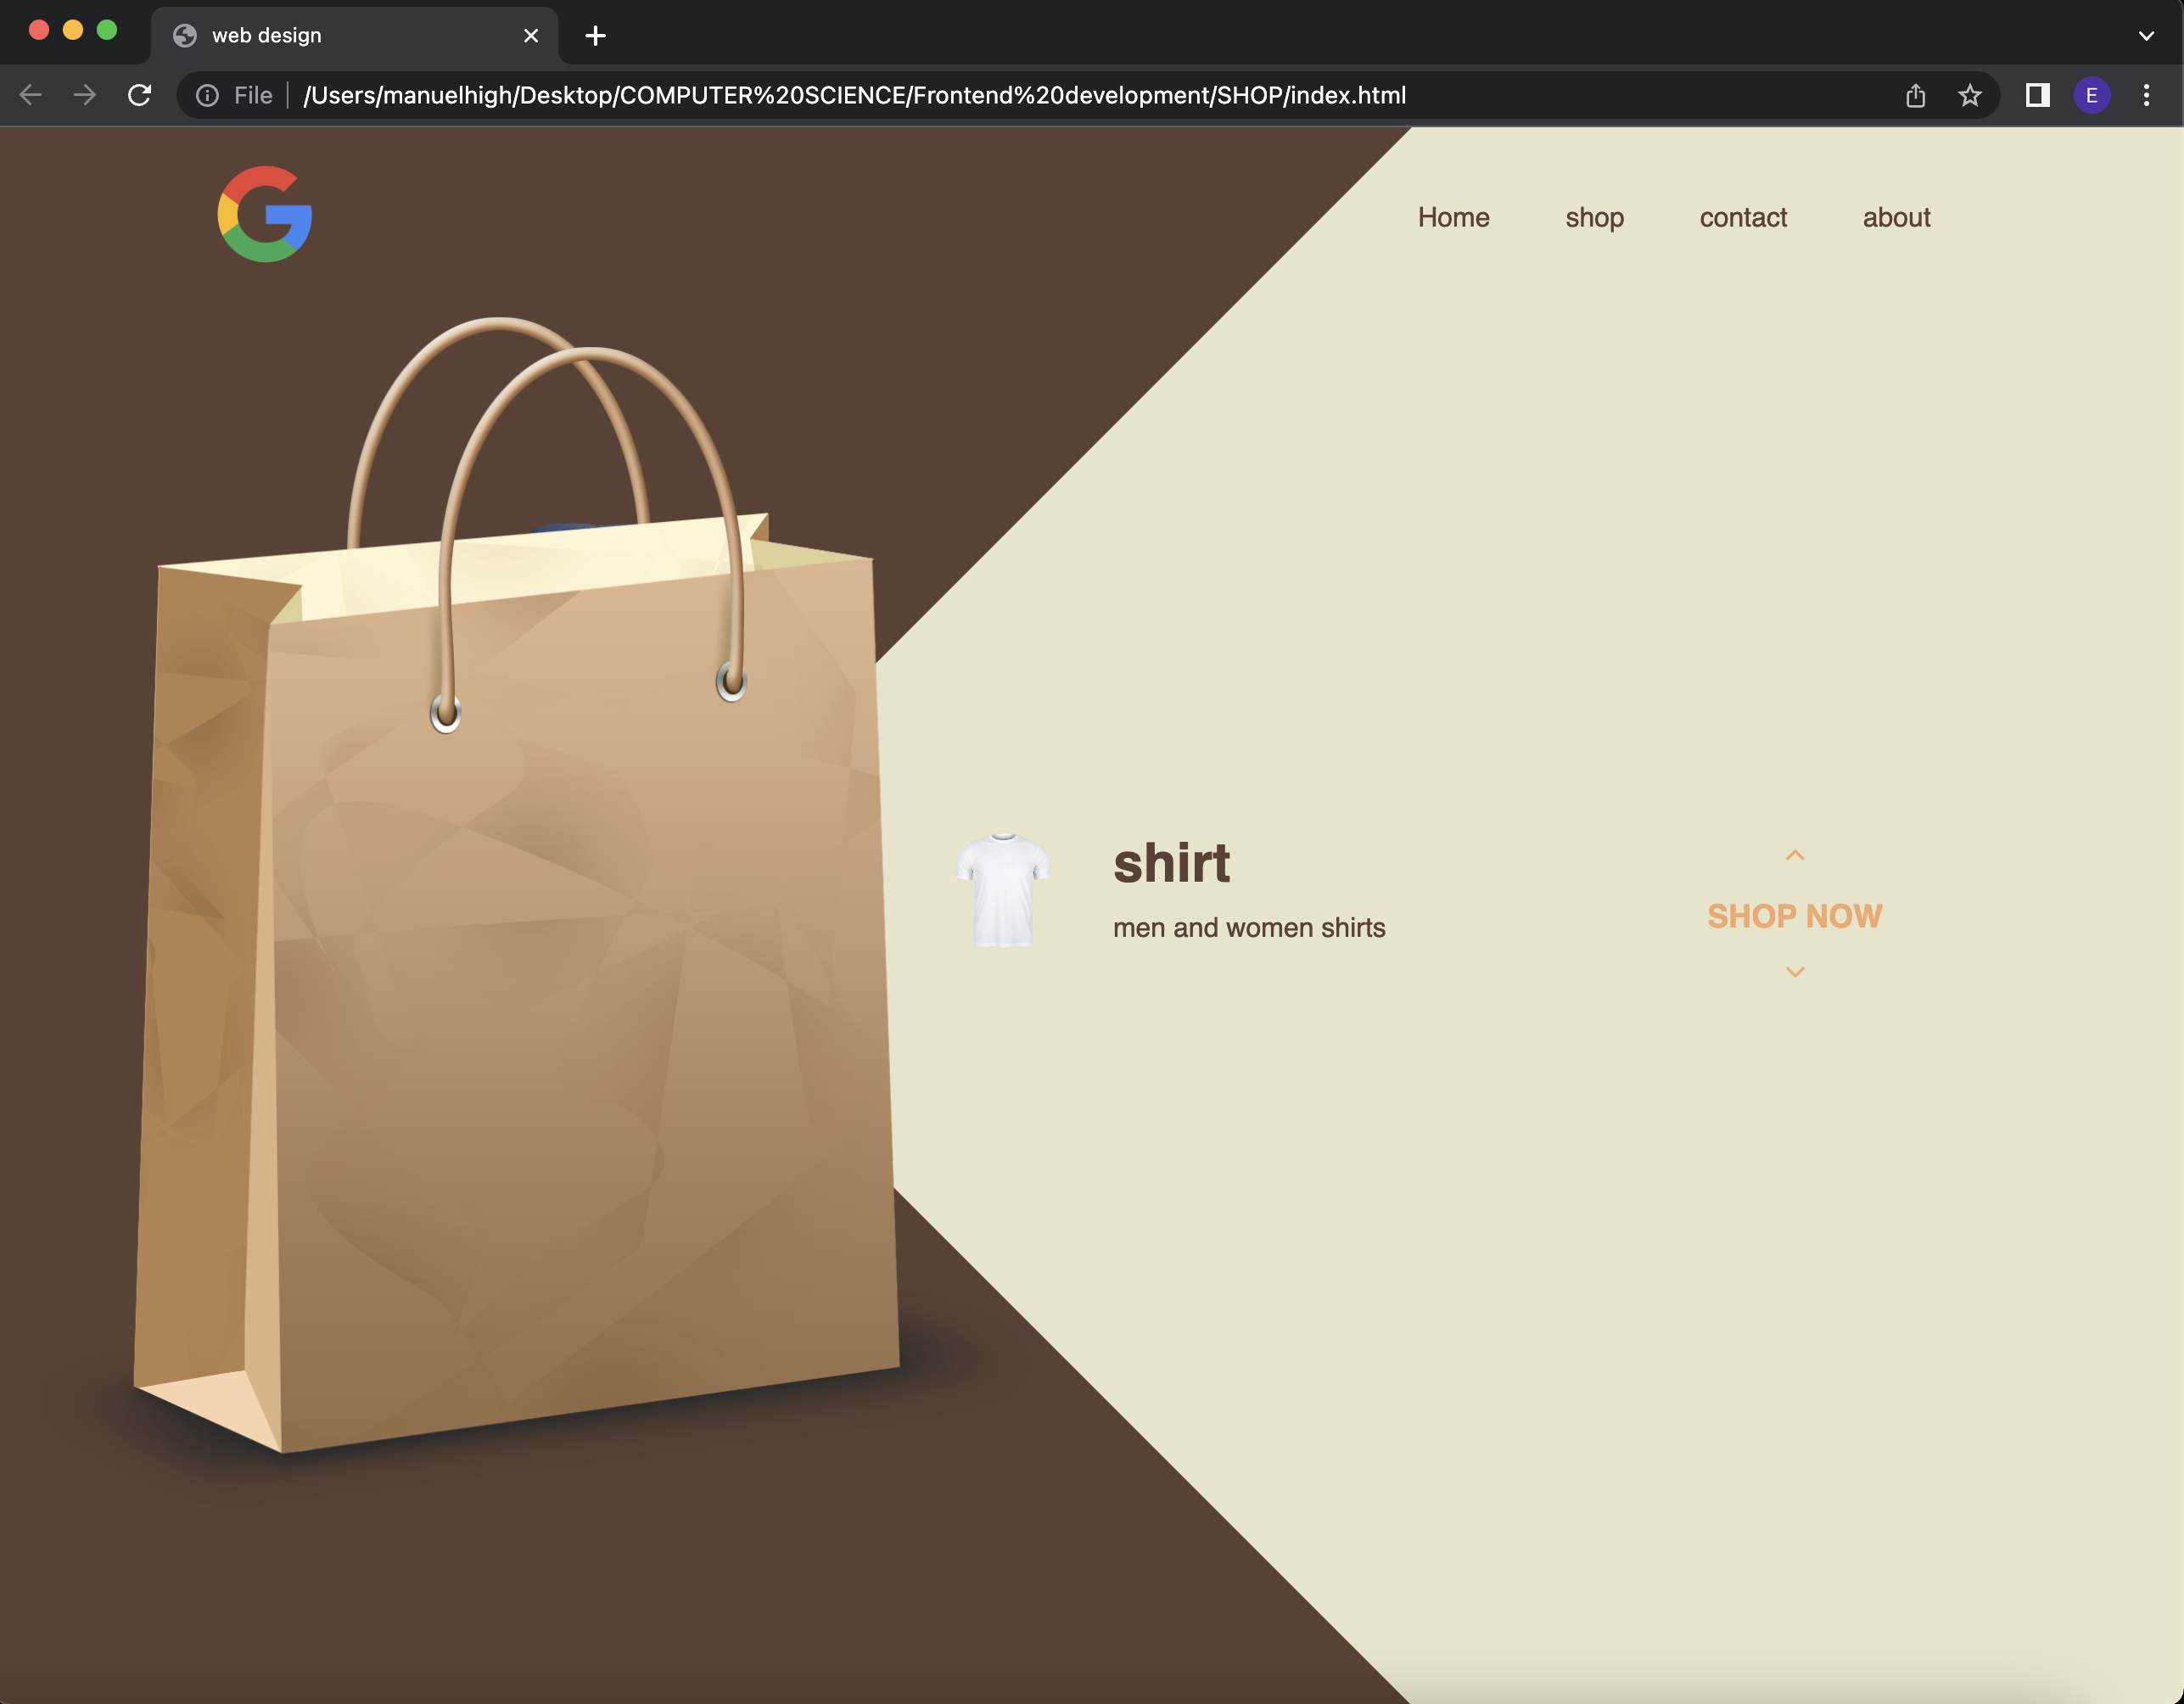 web design
File /Users/manuelhigh/Desktop/COMPUTER%20SCIENCE/Frontend%20development/SHOP/index.html
E
G
Home shop contact about
shirt
men and women shirts
SHOP NOW